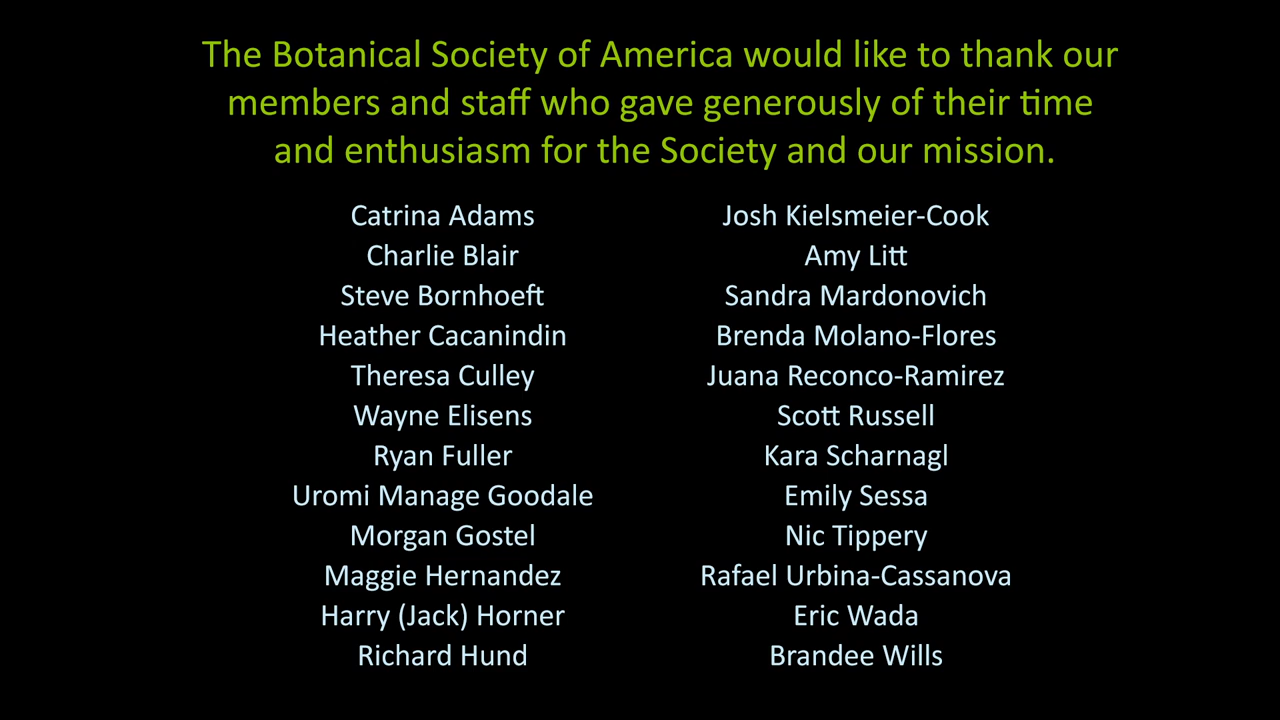 The Botanical Society of America would like to thank our
members and staff who gave generously of their time
and enthusiasm for the Society and our mission.
Catrina Adams
Charlie Blair
Steve Bornhoeft
Heather Cacanindin
Theresa Culley
Wayne Elisens
Ryan Fuller
Uromi Manage Goodale
Morgan Gostel
Maggie Hernandez
Harry (Jack) Horner
Richard Hund
Josh Kielsmeier-Cook
Amy Litt
Sandra Mardonovich
Brenda Molano-Flores
Juana Reconco-Ramirez
Scott Russell
Kara Scharnagl
Emily Sessa
Nic Tippery
Rafael Urbina-Cassanova
Eric Wada
Brandee Wills